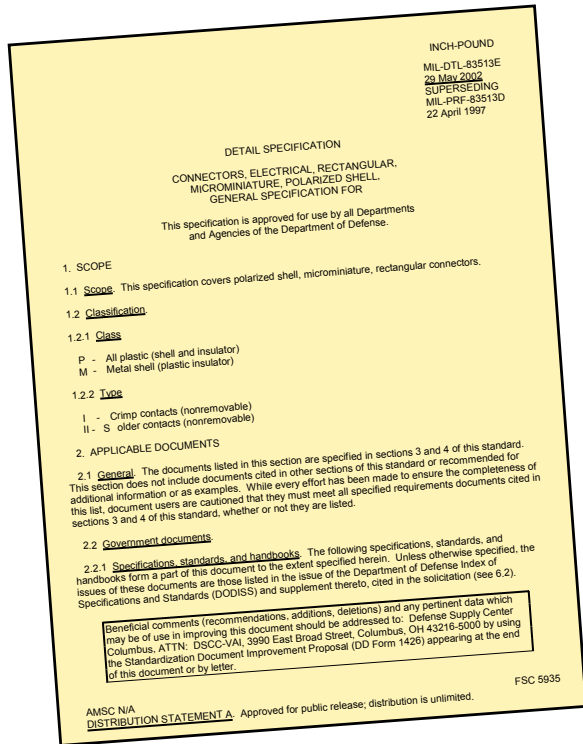 INCH-POUND
MIL-DTL-83513E
29 May 2002
SUPERSEDING
MIL-PRF-83513D
22 April 1997
DETAIL SPECIFICATION
CONNECTORS, ELECTRICAL, RECTANGULAR,
MICROMINIATURE, POLARIZED SHELL,
GENERAL SPECIFICATION FOR
This specification is approved for use by all Departments
and Agencies of the Department of Defense.
1. SCOPE
1.1 Scope. This specification covers polarized shell, microminiature, rectangular connectors.
1.2 Classification.
1.2.1 Class
P - All plastic (shell and insulator)
M - Metal shell (plastic insulator)
1.2.2 Type
I - Crimp contacts (nonremovable)
II - S older contacts (nonremovable)
2. APPLICABLE DOCUMENTS
2.1 General. The documents listed in this section are specified in sections 3 and 4 of this standard.
This section does not include documents cited in other sections of this standard or recommended for
additional information or as examples. While every effort has been made to ensure the completeness of
this list, document users are cautioned that they must meet all specified requirements documents cited in
sections 3 and 4 of this standard, whether or not they are listed.
2.2 Government documents.
2.2.1 Specifications, standards, and handbooks. The following specifications, standards, and
handbooks form a part of this document to the extent specified herein. Unless otherwise specified, the
issues of these documents are those listed in the issue of the Department of Defense Index of
Specifications and Standards (DODISS) and supplement thereto, cited in the solicitation (see 6.2).
Beneficial comments (recommendations, additions, deletions) and any pertinent data which
may be of use in improving this document should be addressed to: Defense Supply Center
Columbus, ATTN: DSCC-VAI, 3990 East Broad Street, Columbus, OH 43216-5000 by using
the Standardization Document Improvement Proposal (DD Form 1426) appearing at the end
of this document or by letter.
AMSC N/A
FSC 5935
DISTRIBUTION STATEMENT A. Approved for public release; distribution is unlimited.